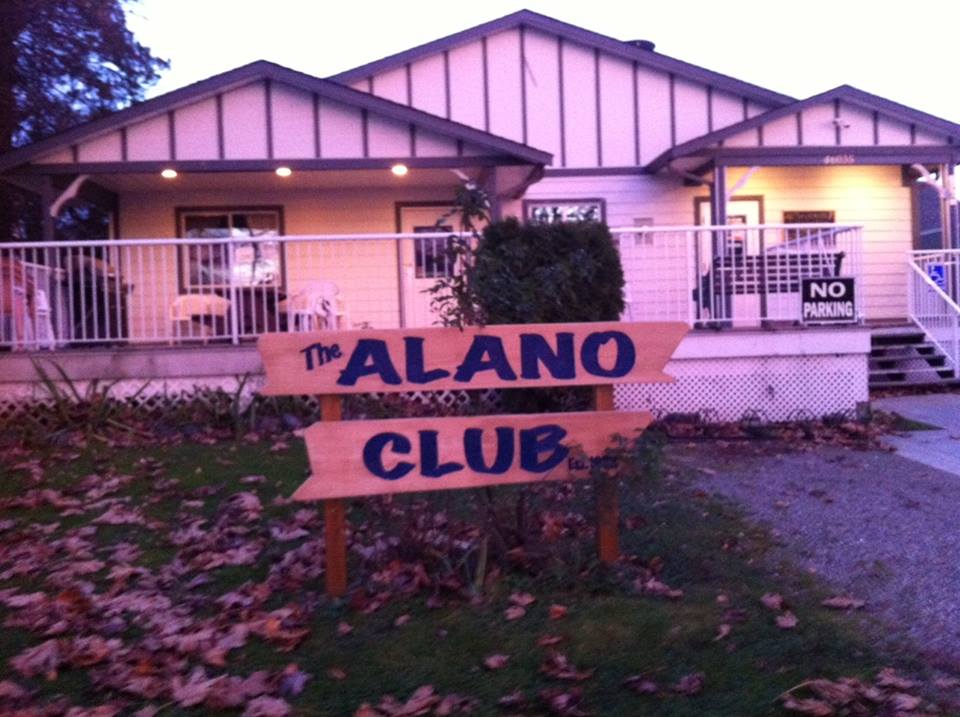 NO
PARKING
The ALANO
CLUB